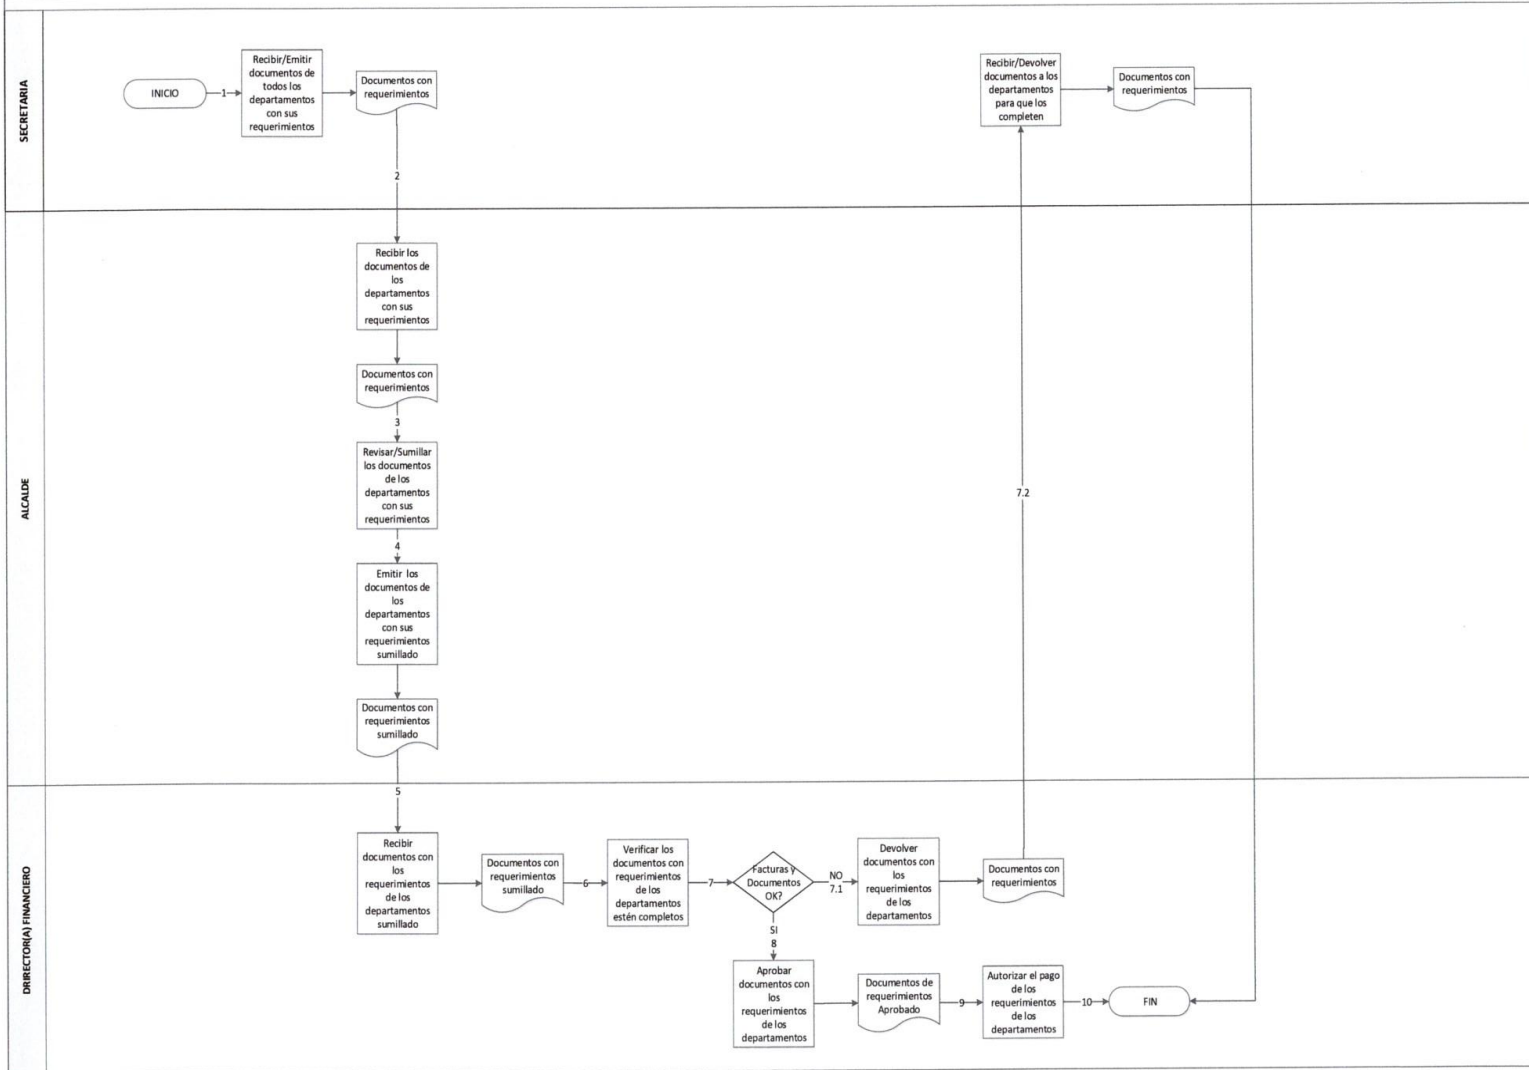 SECRETARIA
INICIO
1
Recibir/Emitir
documentos de
todos los
departamentos
con sus
requerimientos
Documentos con
requerimientos
2
Recibir/Devolver
documentos a los
departamentos
para que los
completen
Documentos con
requerimientos
ALCALDE
Recibir los
documentos de
los
departamentos
con sus
requerimientos
Documentos con
requerimientos
3
Revisar/Sumillar
los documentos
de los
departamentos
con sus
requerimientos
4
Emitir los
documentos de
los
departamentos
con sus
requerimientos
sumillado
Documentos con
requerimientos
sumillado
7.2
DRIRECTOR(A) FINANCIERO
5
Recibir
documentos con
los
requerimientos
de los
departamentos
sumillado
Documentos con
requerimientos
sumillado
6
Verificar los
documentos con
requerimientos
de los
departamentos
estén completos
7
Facturas y
Documentos
OK?
NO
7.1
Devolver
documentos con
los
requerimientos
de los
departamentos
Documentos con
requerimientos
SI
8
Aprobar
documentos con
los
requerimientos
de los
departamentos
Documentos de
requerimientos
Aprobado
9
Autorizar el pago
de los
requerimientos
de los
departamentos
10
FIN